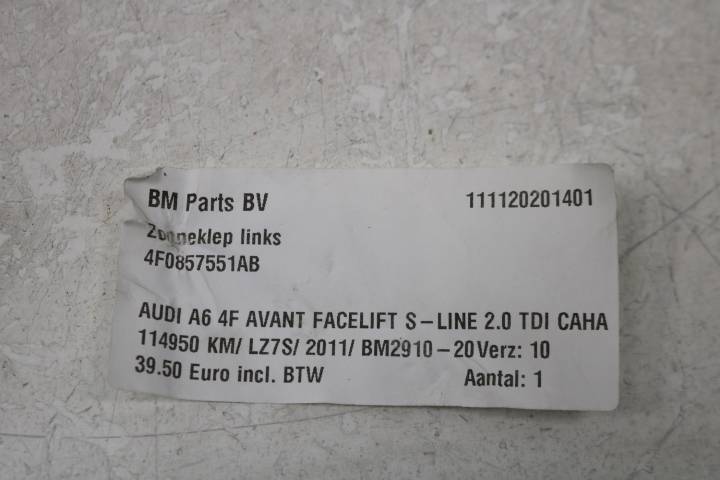 BM Parts BV 111120201401
Zonneklep links
4F0857551AB
AUDI A6 4F AVANT FACELIFT S-LINE 2.0 TDI CAHA
114950 KM/ LZ7S/ 2011/ BM2910-20 Verz: 10
39.50 Euro incl. BTW Aantal: 1